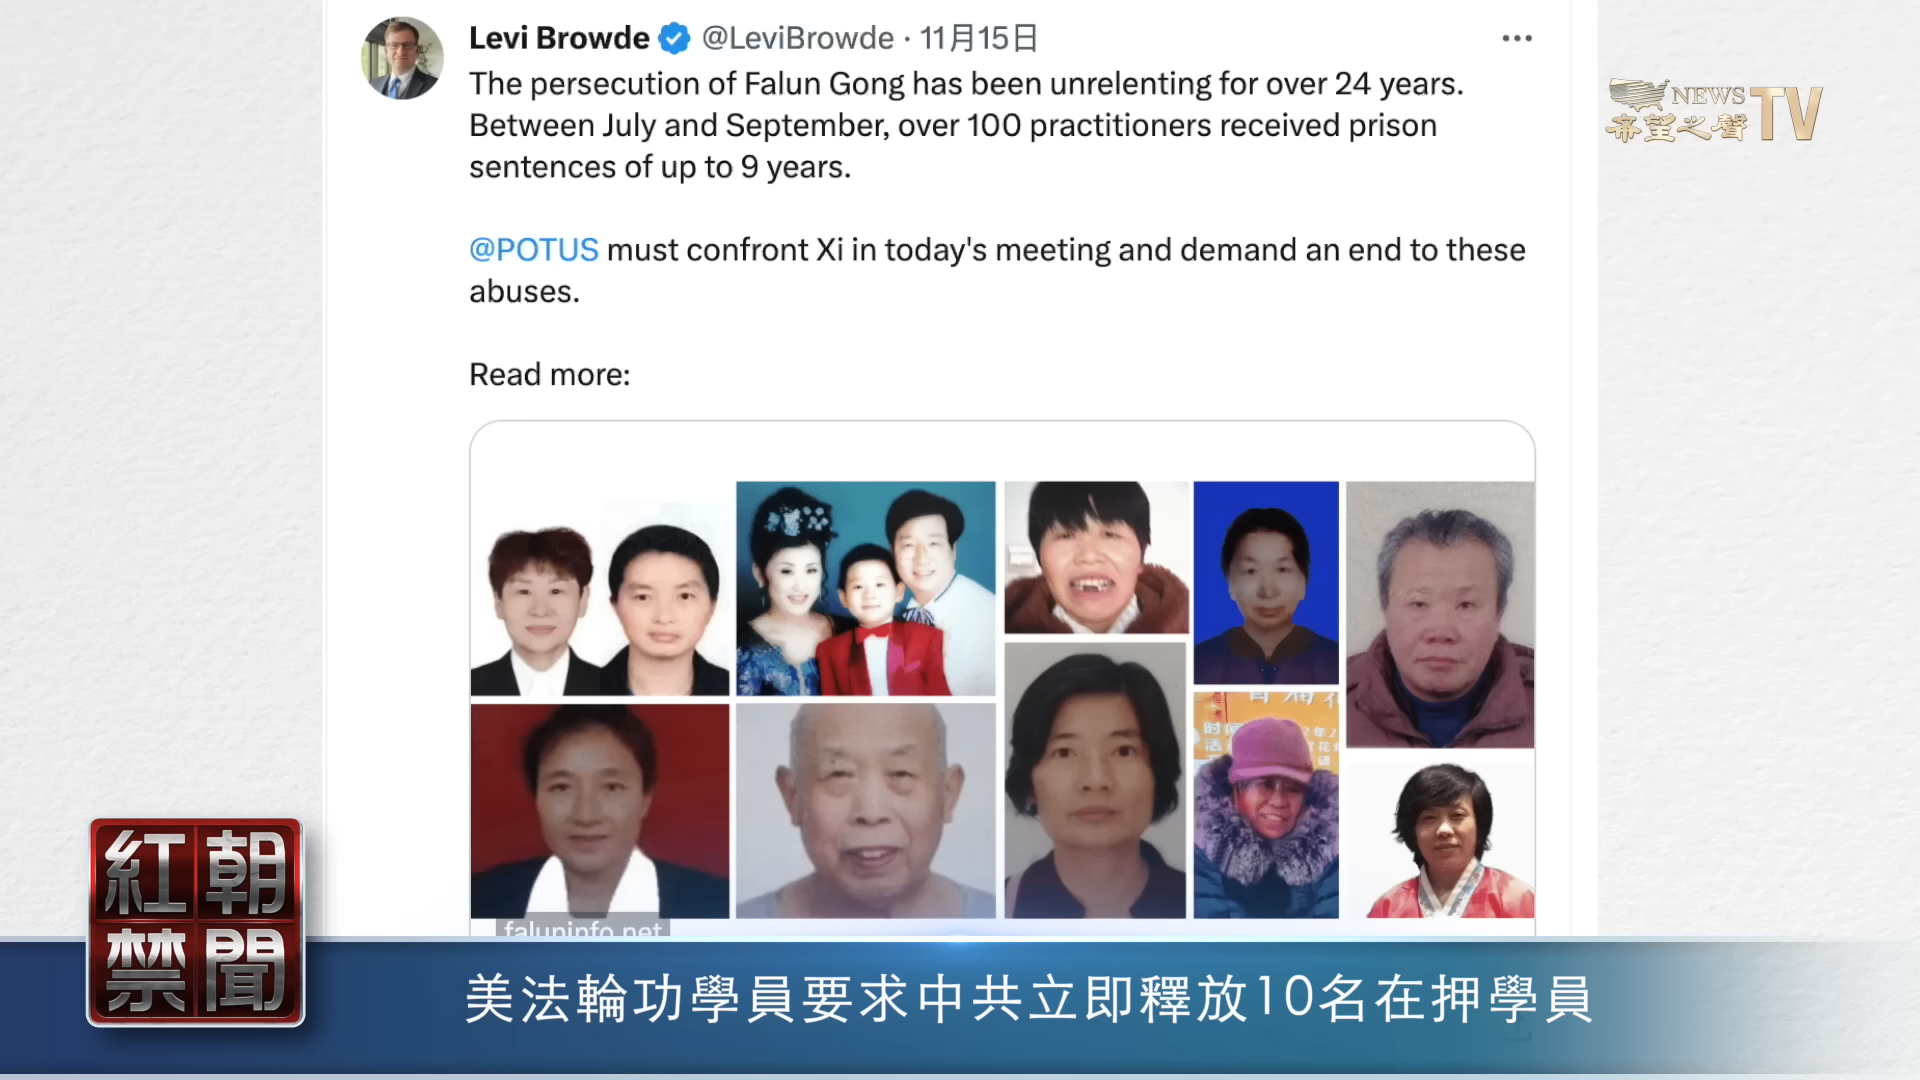 Levi Browde @LeviBrowde · 11月15日
The persecution of Falun Gong has been unrelenting for over 24 years.
Between July and September, over 100 practitioners received prison
sentences of up to 9 years.
@POTUS must confront Xi in today's meeting and demand an end to these
abuses.
Read more:
NEWS
希望之聲TV
faluninfo.net
紅朝
禁聞
美法輪功學員要求中共立即釋放10名在押學員